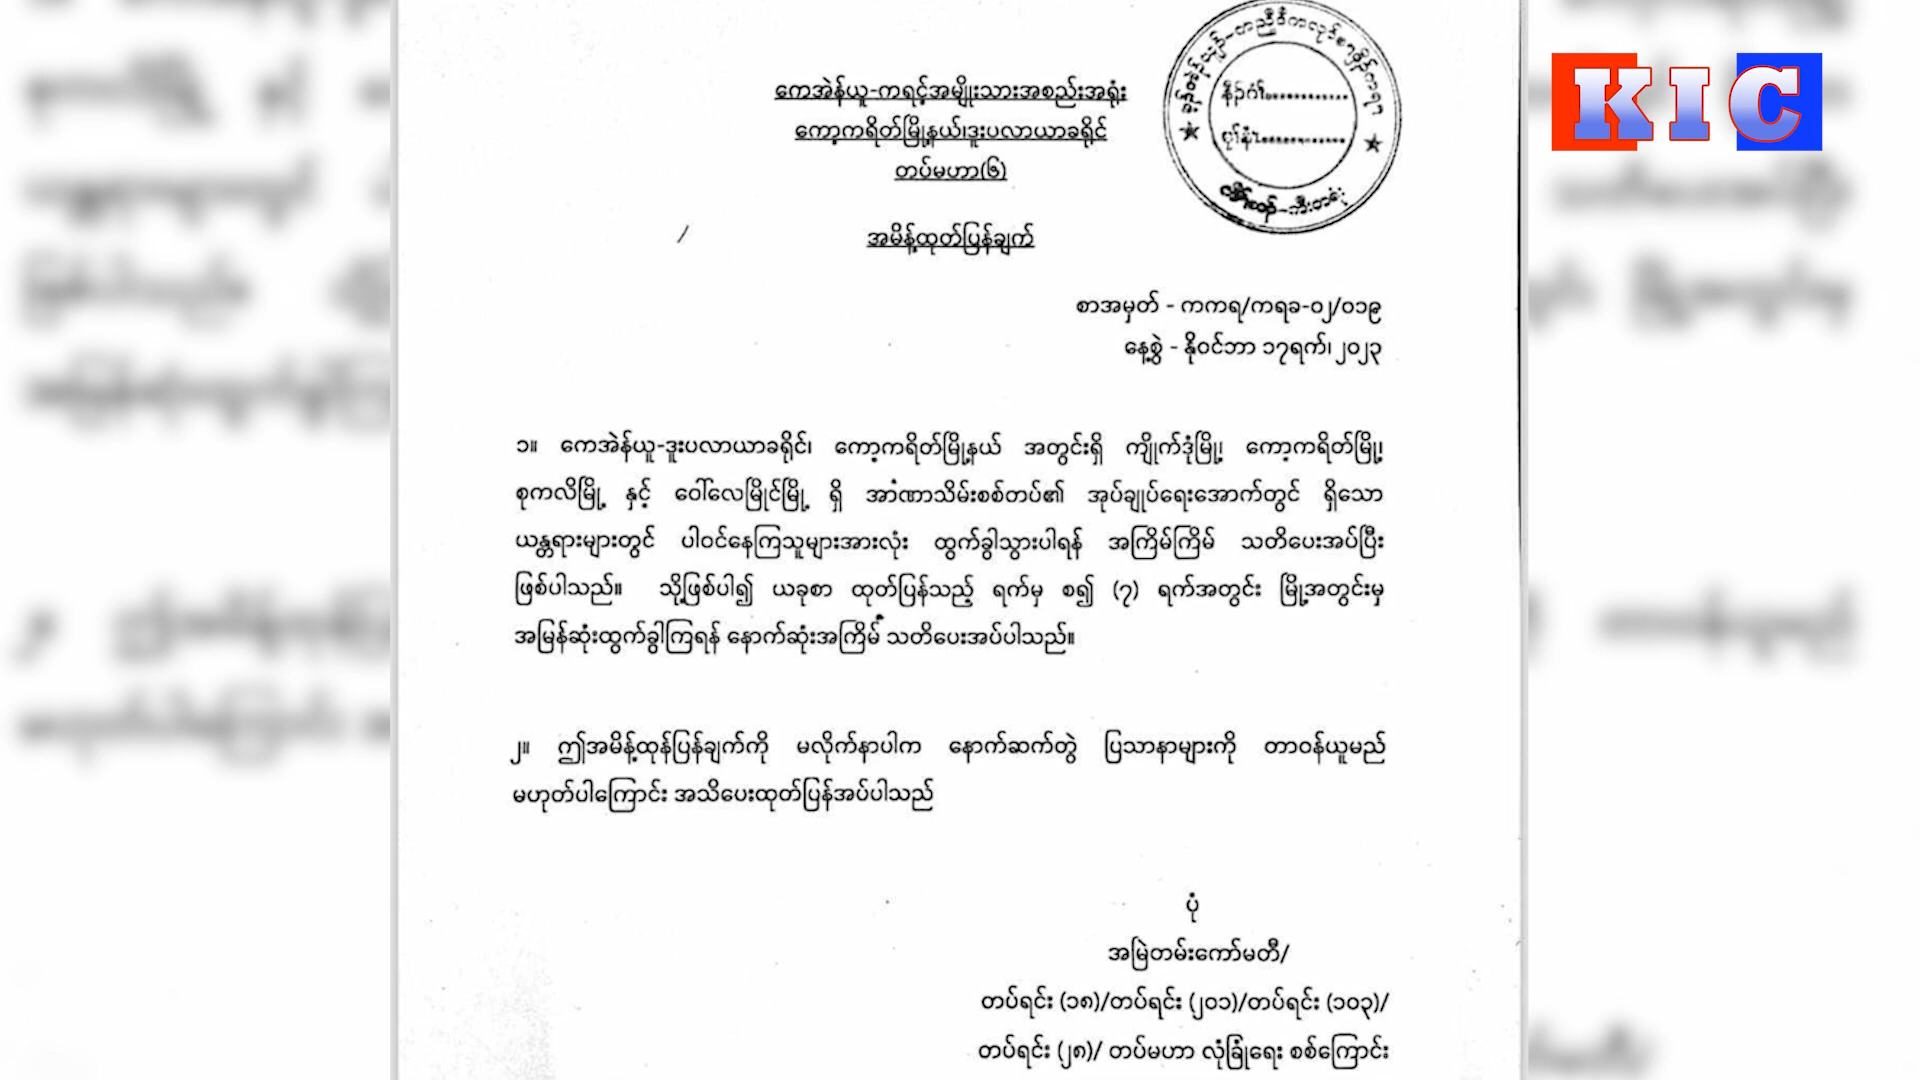 ကေအဲန်ယူ-ကရင့်အမျိုးသားအစည်းအရုံး
ကော့ကရိတ်မြို့နယ်၊ဒူးပလာယာခရိုင်
တပ်မဟာ(၆)
အမိန့်ထုတ်ပြန်ချက်
KIC
စာအမှတ် - ကကရ/ကရခ-၀၂/၀၁၉
နေ့စွဲ - နိုဝင်ဘာ ၁၇ရက်၊၂၀၂၃
၁။ ကေအဲန်ယူ-ဒူးပလာယာခရိုင်၊ ကော့ကရိတ်မြို့နယ် အတွင်းရှိ ကျိုက်ဒုံမြို့၊ ကော့ကရိတ်မြို့၊
စုကလိမြို့ နှင့် ဝေါ်လေမြိုင်မြို့ ရှိ အာဏာသိမ်းစစ်တပ်၏ အုပ်ချုပ်ရေးအောက်တွင် ရှိသော
ယန္တရားများတွင် ပါဝင်နေကြသူများအားလုံး ထွက်ခွါသွားပါရန် အကြိမ်ကြိမ် သတိပေးအပ်ပြီး
ဖြစ်ပါသည်။ သို့ဖြစ်ပါ၍ ယခုစာ ထုတ်ပြန်သည့် ရက်မှ စ၍ (၇) ရက်အတွင်း မြို့အတွင်းမှ
အမြန်ဆုံးထွက်ခွါကြရန် နောက်ဆုံးအကြိမ် သတိပေးအပ်ပါသည်။
၂။ ဤအမိန့်ထုန်ပြန်ချက်ကို မလိုက်နာပါက နောက်ဆက်တွဲ ပြသာနာများကို တာဝန်ယူမည်
မဟုတ်ပါကြောင်း အသိပေးထုတ်ပြန်အပ်ပါသည်
ပုံ
အမြဲတမ်းကော်မတီ/
တပ်ရင်း (၁၈)/တပ်ရင်း (၂၀၁)/တပ်ရင်း (၁၀၃)/
တပ်ရင်း (၂၈)/ တပ်မဟာ လုံခြုံရေး စစ်ကြောင်း